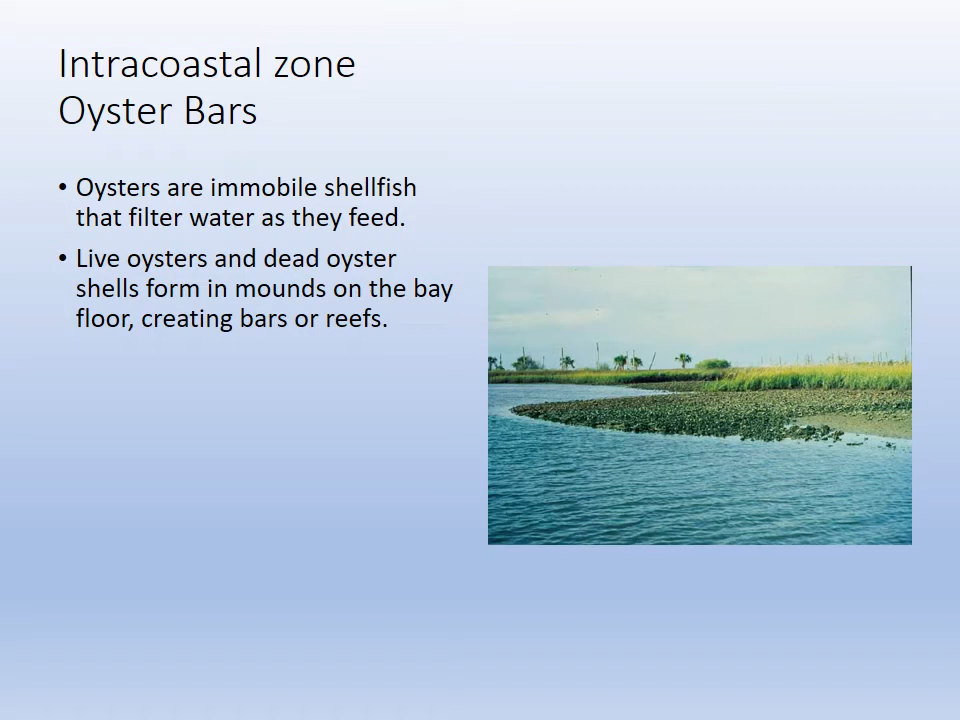 Intracoastal zone
Oyster Bars
• Oysters are immobile shellfish
that filter water as they feed.
• Live oysters and dead oyster
shells form in mounds on the bay
floor, creating bars or reefs.